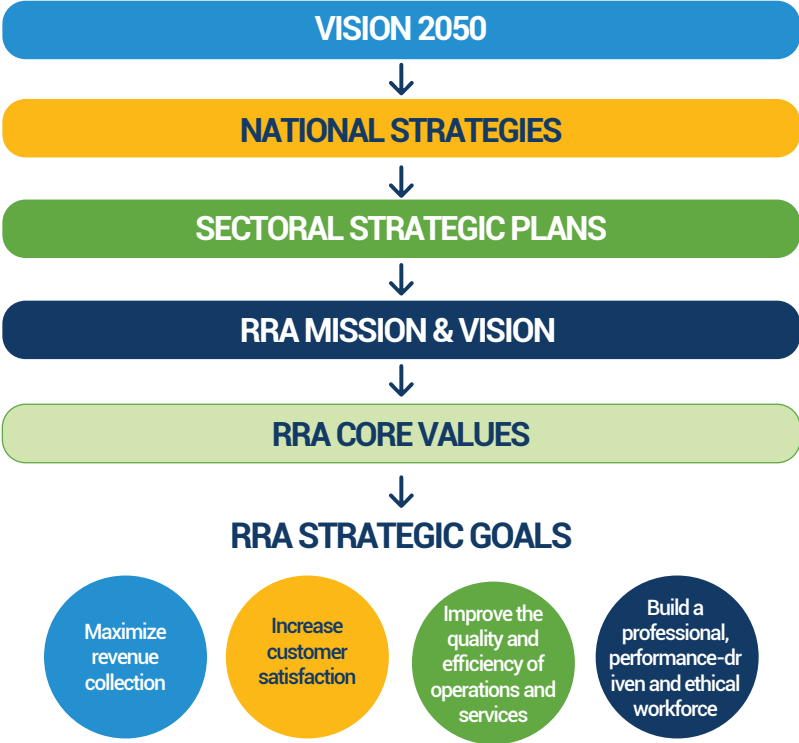 VISION 2050
NATIONAL STRATEGIES
SECTORAL STRATEGIC PLANS
RRA MISSION & VISION
RRA CORE VALUES
RRA STRATEGIC GOALS
Maximize
revenue
collection
Increase
customer
satisfaction
Improve the
quality and
efficiency of
operations and
services
Build a
professional,
performance-dr
iven and ethical
workforce